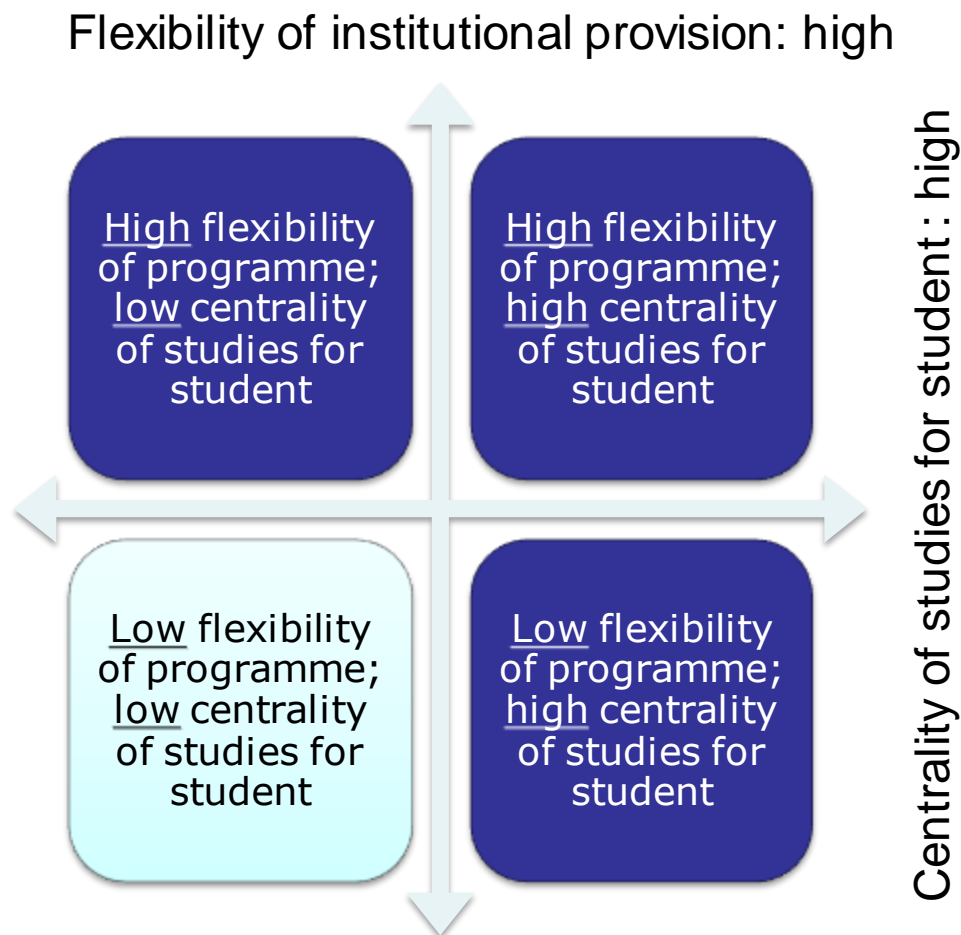 Flexibility of institutional provision: high
High flexibility
of programme;
low centrality
of studies for
student
High flexibility
of programme;
high centrality
of studies for
student
Centrality of studies for student : high
Low flexibility
of programme;
low centrality
of studies for
student
Low flexibility
of programme;
high centrality
of studies for
student